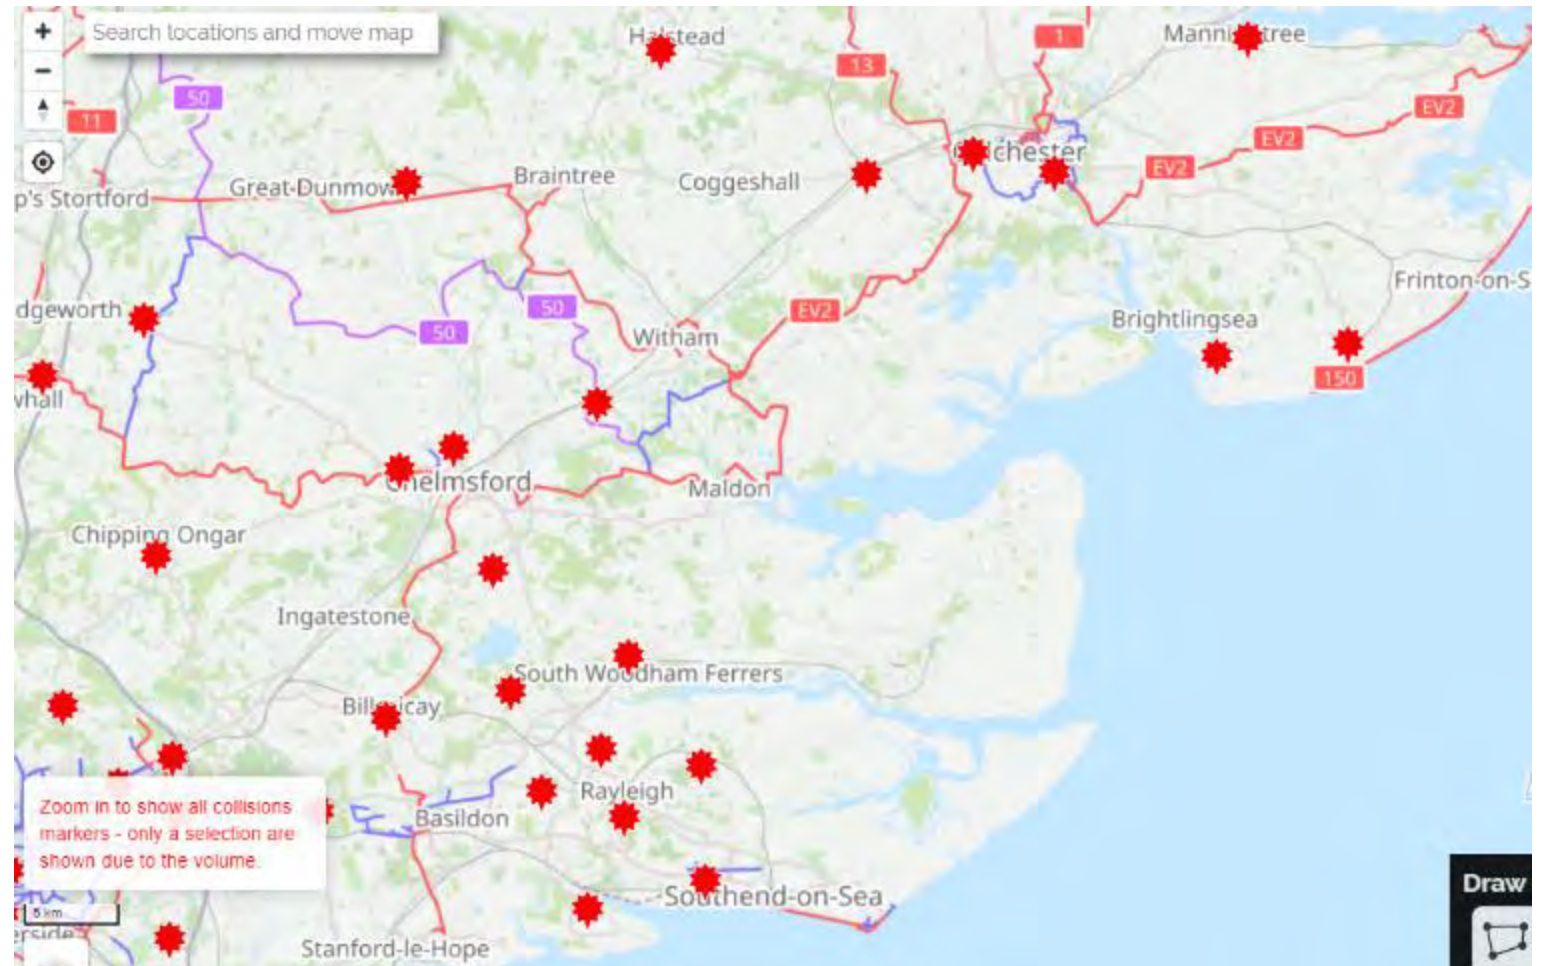 +
Search locations and move map
Halstead
1
Manningtree
−
13
50
11
EV2
EV2
Colchester
EV2
Great Dunmow
Braintree
Coggeshall
p's Stortford
Frinton-on-S
dgeworth
50
EV2
Brightlingsea
50
Witham
150
whall
Chelmsford
Maldon
Chipping Ongar
Ingatestone
South Woodham Ferrers
Billericay
Zoom in to show all collisions
markers - only a selection are
shown due to the volume.
Rayleigh
Basildon
Southend-on-Sea
Draw
5 km
erside
Stanford-le-Hope